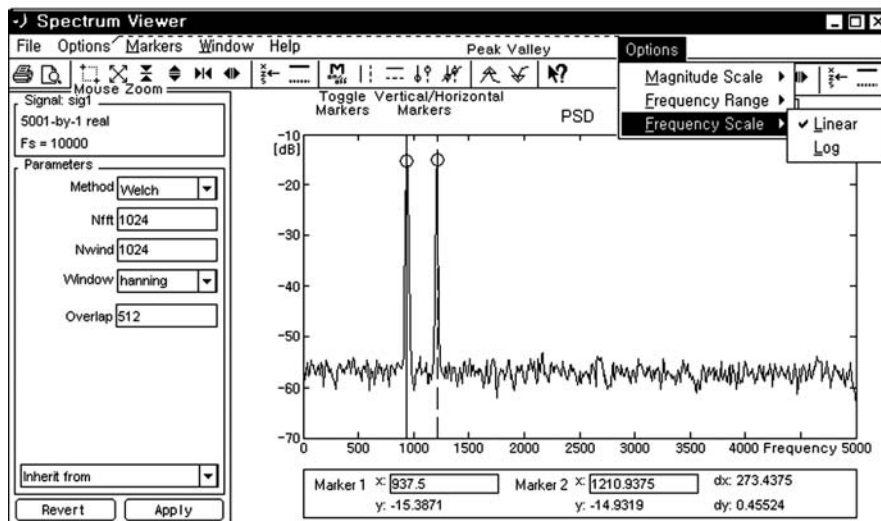 Spectrum Viewer
File Options Markers Window Help
Peak Valley
Options
Mouse Zoom
Magnitude Scale
Frequency Range
Frequency Scale
Linear
Log
Signal: sig1
5001-by-1 real
Fs = 10000
Parameters
Method Welch
Nfft 1024
Nwind 1024
Window hanning
Overlap 512
Inherit from
Revert Apply
Toggle Vertical/Horizontal
Markers Markers
PSD
-10
[dB]
-20
-30
-40
-50
-60
-70
0 500 1000 1500 2000 2500 3000 3500 4000 Frequency 5000
Marker 1 x: 937.5 Marker 2 x: 1210.9375 dx: 273.4375
y: -15.3871 y: -14.9319 dy: 0.45524